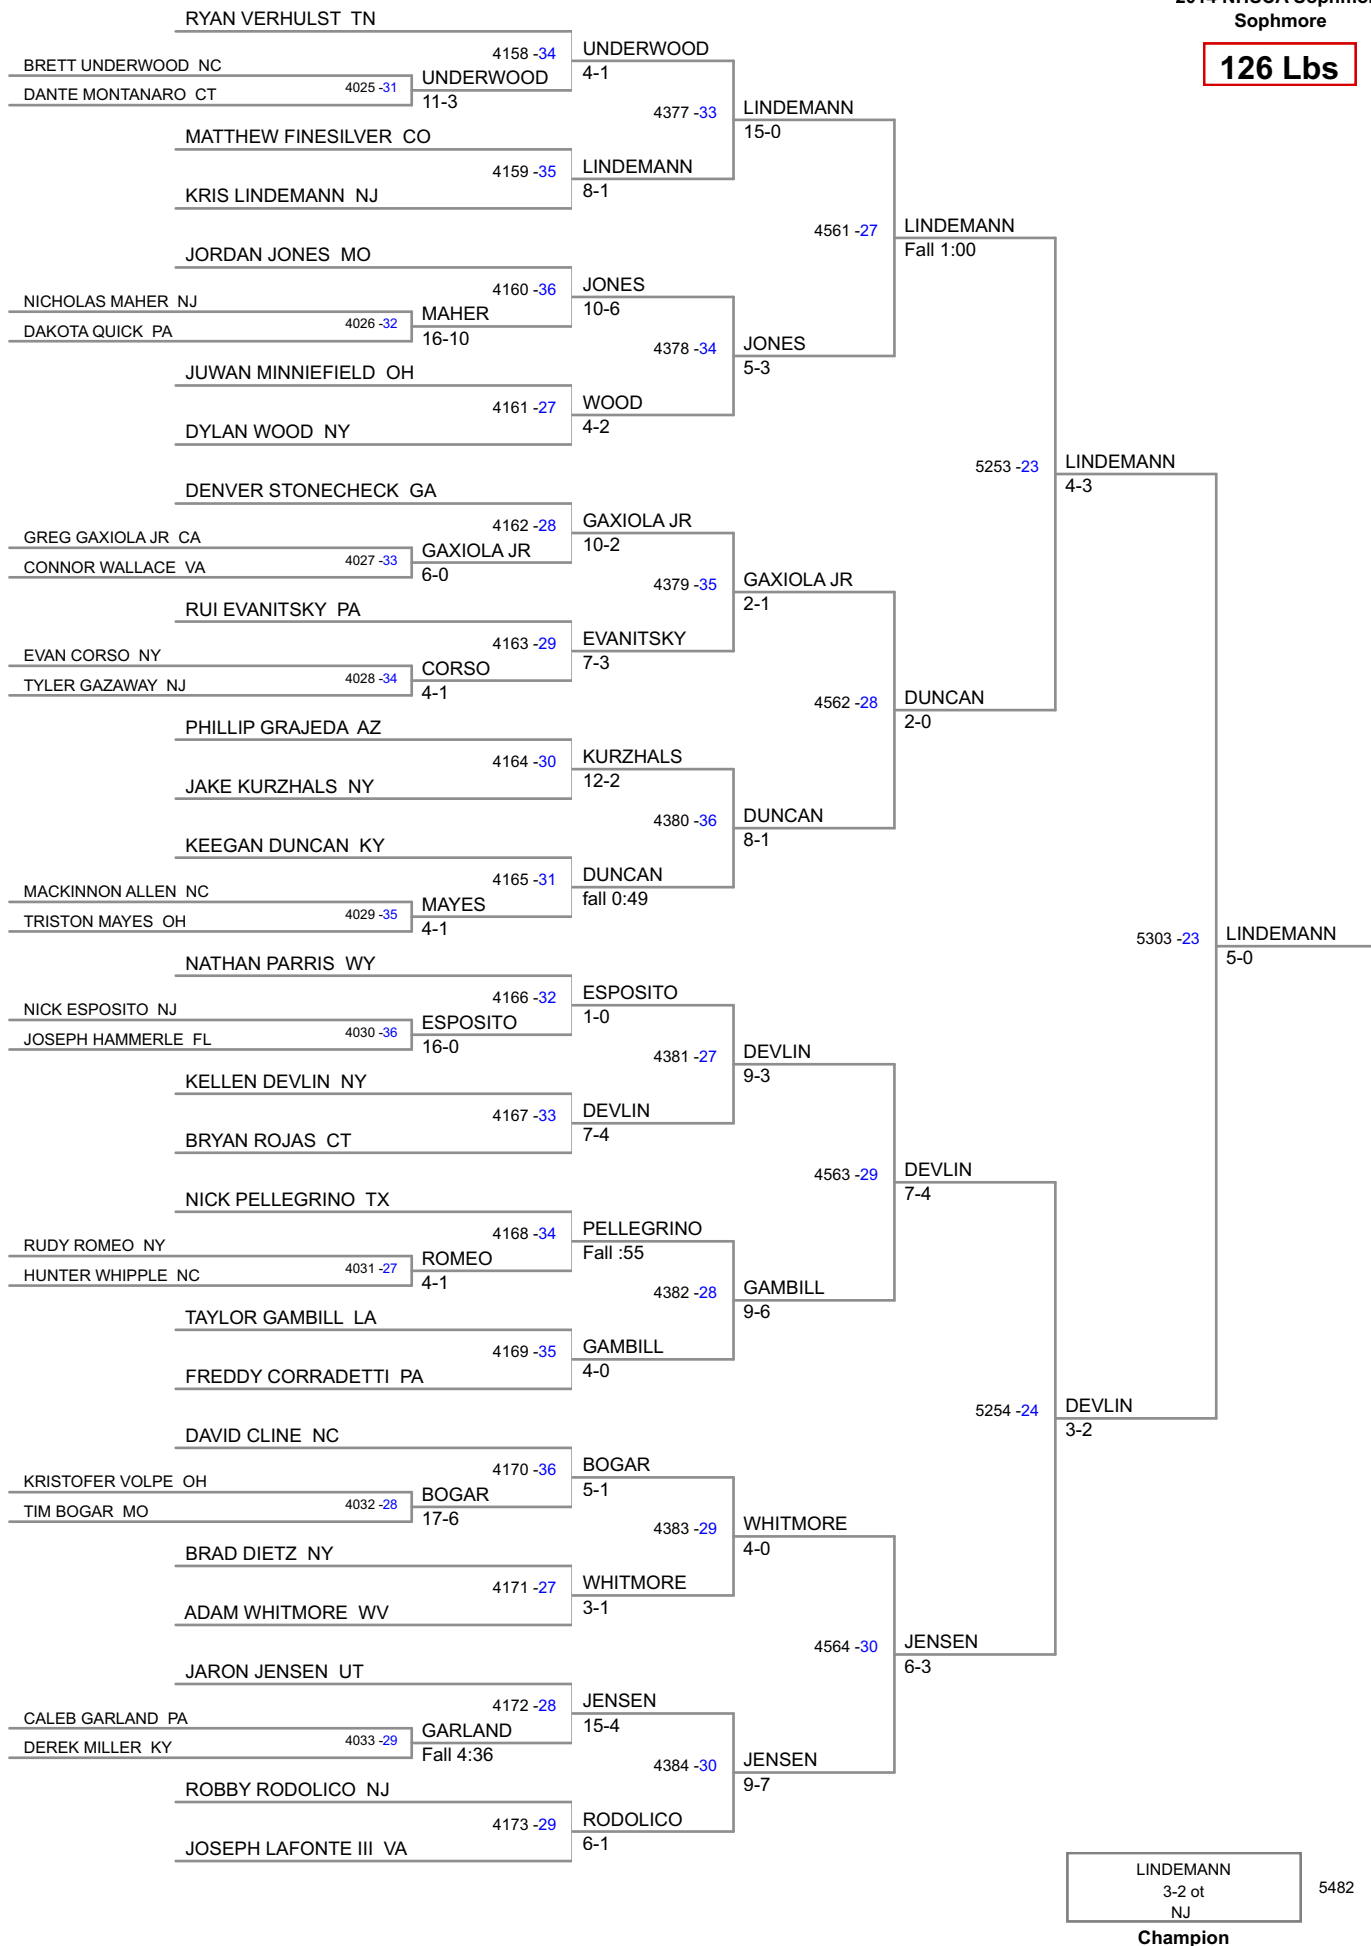 2014 NHSCA Sophmor
Sophmore
126 Lbs
RYAN VERHULST TN
4158 -34
UNDERWOOD
4-1
BRETT UNDERWOOD NC
DANTE MONTANARO CT
4025 -31
UNDERWOOD
11-3
4377 -33
LINDEMANN
15-0
MATTHEW FINESILVER CO
4159 -35
LINDEMANN
8-1
KRIS LINDEMANN NJ
4561 -27
LINDEMANN
Fall 1:00
JORDAN JONES MO
4160 -36
JONES
10-6
NICHOLAS MAHER NJ
DAKOTA QUICK PA
4026 -32
MAHER
16-10
4378 -34
JONES
5-3
JUWAN MINNIEFIELD OH
4161 -27
WOOD
4-2
DYLAN WOOD NY
5253 -23
LINDEMANN
4-3
DENVER STONECHECK GA
4162 -28
GAXIOLA JR
10-2
GREG GAXIOLA JR CA
CONNOR WALLACE VA
4027 -33
GAXIOLA JR
6-0
4379 -35
GAXIOLA JR
2-1
RUI EVANITSKY PA
4163 -29
EVANITSKY
7-3
EVAN CORSO NY
TYLER GAZAWAY NJ
4028 -34
CORSO
4-1
4562 -28
DUNCAN
2-0
PHILLIP GRAJEDA AZ
4164 -30
KURZHALS
12-2
JAKE KURZHALS NY
4380 -36
DUNCAN
8-1
KEEGAN DUNCAN KY
4165 -31
DUNCAN
fall 0:49
MACKINNON ALLEN NC
TRISTON MAYES OH
4029 -35
MAYES
4-1
5303 -23
LINDEMANN
5-0
NATHAN PARRIS WY
4166 -32
ESPOSITO
1-0
NICK ESPOSITO NJ
JOSEPH HAMMERLE FL
4030 -36
ESPOSITO
16-0
4381 -27
DEVLIN
9-3
KELLEN DEVLIN NY
4167 -33
DEVLIN
7-4
BRYAN ROJAS CT
4563 -29
DEVLIN
7-4
NICK PELLEGRINO TX
4168 -34
PELLEGRINO
Fall :55
RUDY ROMEO NY
HUNTER WHIPPLE NC
4031 -27
ROMEO
4-1
4382 -28
GAMBILL
9-6
TAYLOR GAMBILL LA
4169 -35
GAMBILL
4-0
FREDDY CORRADETTI PA
5254 -24
DEVLIN
3-2
DAVID CLINE NC
4170 -36
BOGAR
5-1
KRISTOFER VOLPE OH
TIM BOGAR MO
4032 -28
BOGAR
17-6
4383 -29
WHITMORE
4-0
BRAD DIETZ NY
4171 -27
WHITMORE
3-1
ADAM WHITMORE WV
4564 -30
JENSEN
6-3
JARON JENSEN UT
4172 -28
JENSEN
15-4
CALEB GARLAND PA
DEREK MILLER KY
4033 -29
GARLAND
Fall 4:36
4384 -30
JENSEN
9-7
ROBBY RODOLICO NJ
4173 -29
RODOLICO
6-1
JOSEPH LAFONTE III VA
LINDEMANN
3-2 ot
NJ
5482
Champion